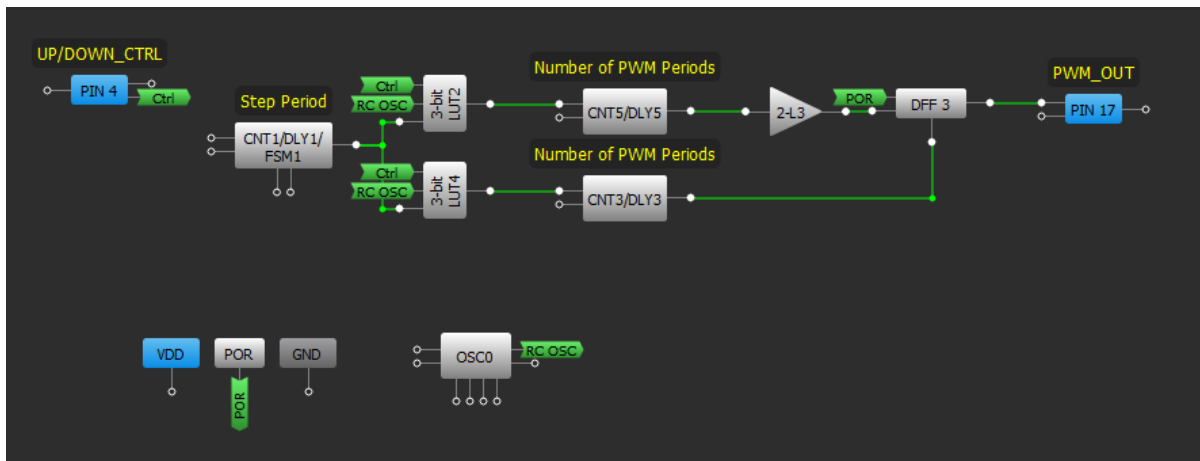 UP/DOWN_CTRL
PIN 4
Ctrl
Step Period
CNT1/DLY1/
FSM1
Ctrl
RC OSC
3-bit
LUT2
Ctrl
RC OSC
3-bit
LUT4
Number of PWM Periods
CNT5/DLY5
Number of PWM Periods
CNT3/DLY3
2-L3
POR
DFF 3
PWM_OUT
PIN 17
VDD
POR
GND
POR
OSC0
RC OSC